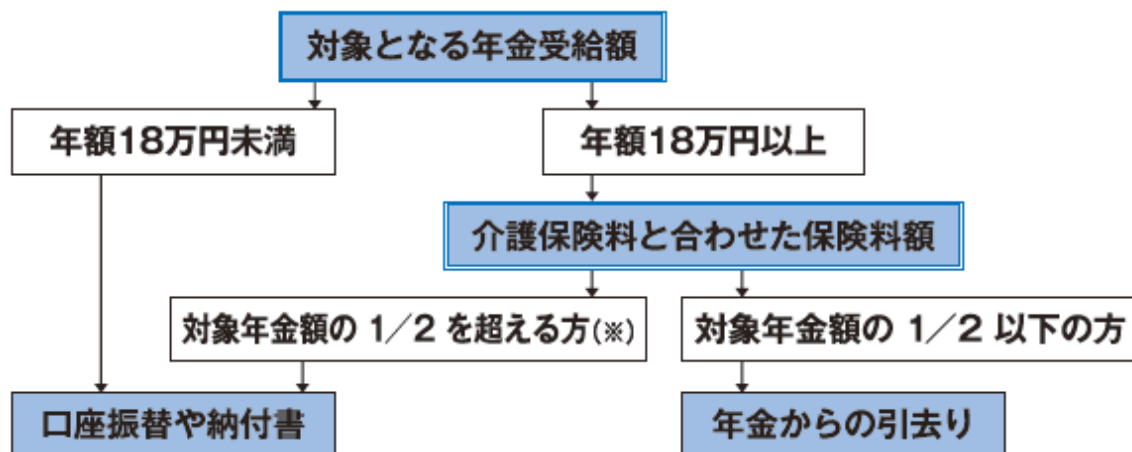 対象となる年金受給額
年額18万円未満
年額18万円以上
介護保険料と合わせた保険料額
対象年金額の 1／2 を超える方(※)
対象年金額の 1／2 以下の方
口座振替や納付書
年金からの引去り